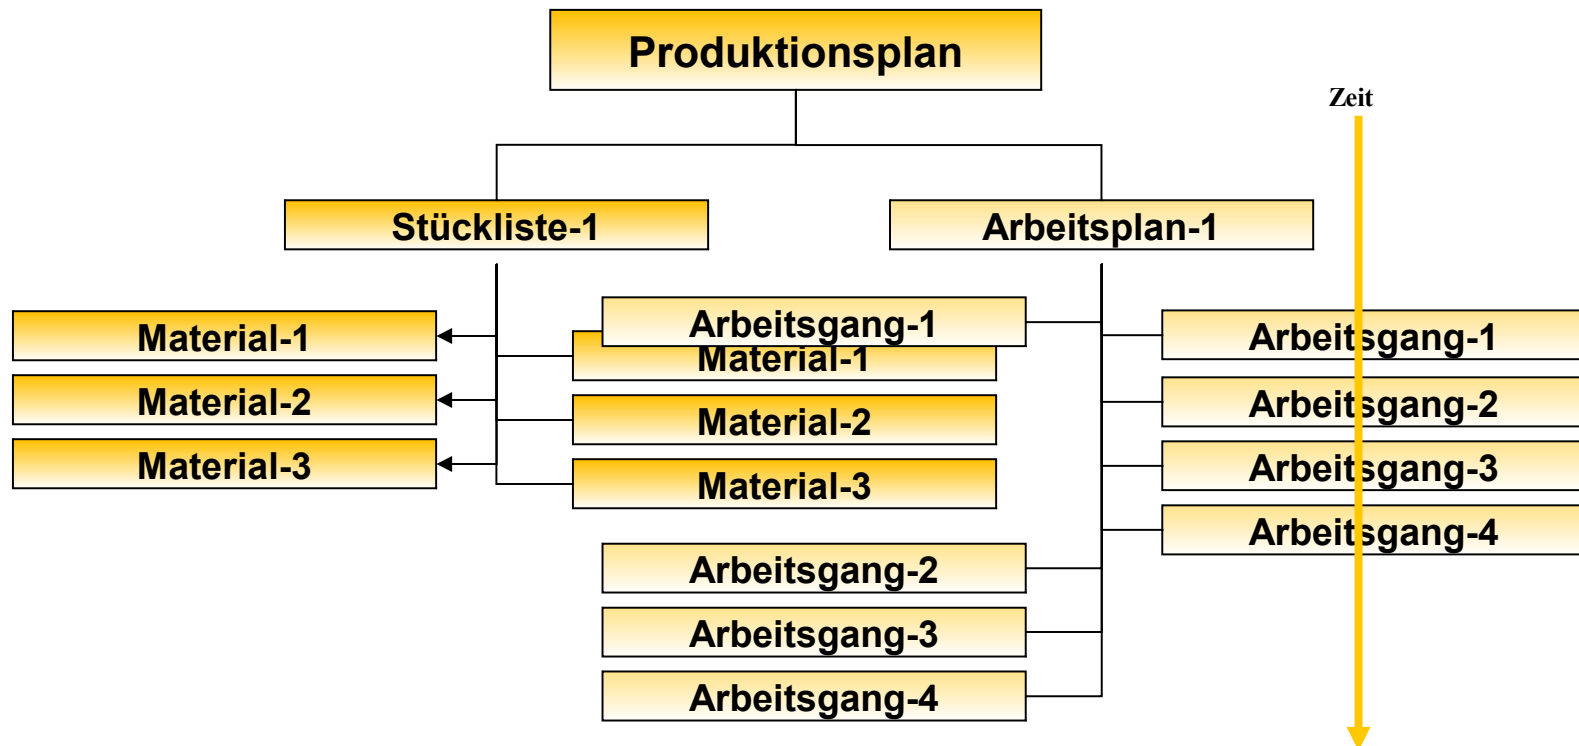 Produktionsplan
Zeit
Stückliste-1
Arbeitsplan-1
Material-1
Material-2
Material-3
Arbeitsgang-1
Material-1
Material-2
Material-3
Arbeitsgang-2
Arbeitsgang-3
Arbeitsgang-4
Arbeitsgang-1
Arbeitsgang-2
Arbeitsgang-3
Arbeitsgang-4